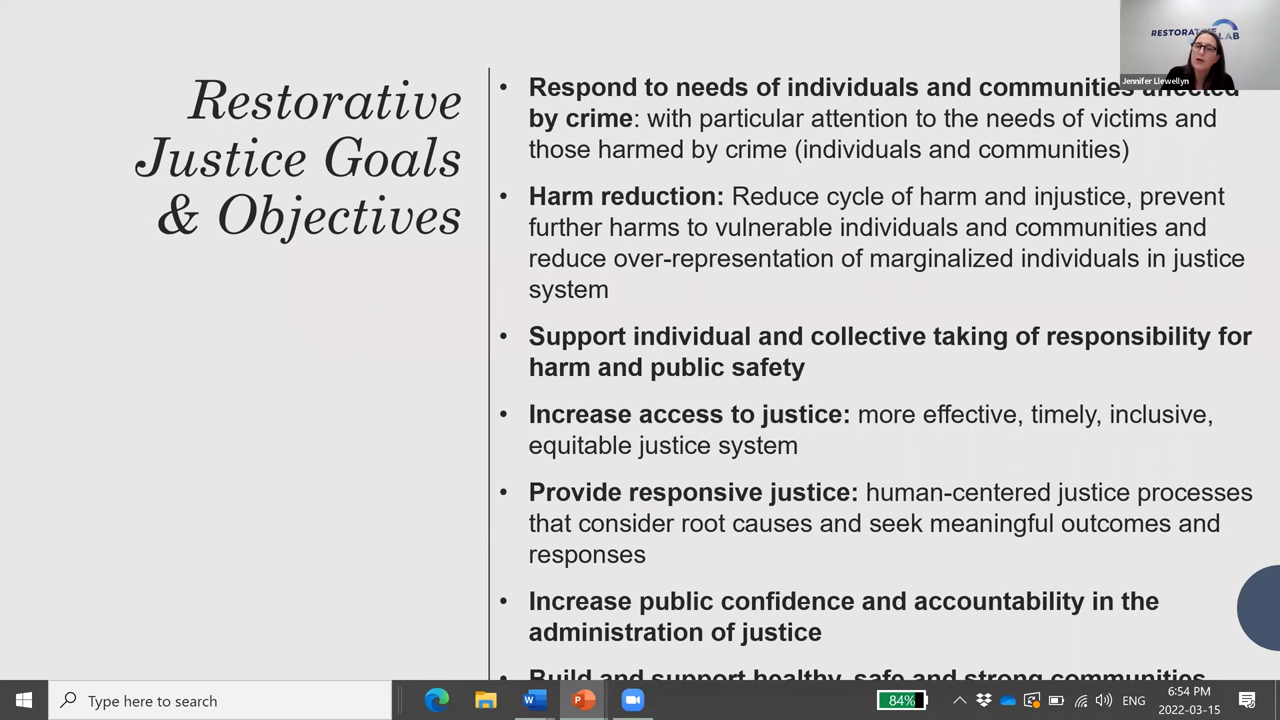 Restorative
Justice Goals
& Objectives
• Respond to needs of individuals and communities affected
by crime: with particular attention to the needs of victims and
those harmed by crime (individuals and communities)
• Harm reduction: Reduce cycle of harm and injustice, prevent
further harms to vulnerable individuals and communities and
reduce over-representation of marginalized individuals in justice
system
• Support individual and collective taking of responsibility for
harm and public safety
• Increase access to justice: more effective, timely, inclusive,
equitable justice system
• Provide responsive justice: human-centered justice processes
that consider root causes and seek meaningful outcomes and
responses
• Increase public confidence and accountability in the
administration of justice
Build and support healthy, safe and strong communities
LAB
Jennifer Llewellyn
Type here to search
84%
ENG
6:54 PM
2022-03-15